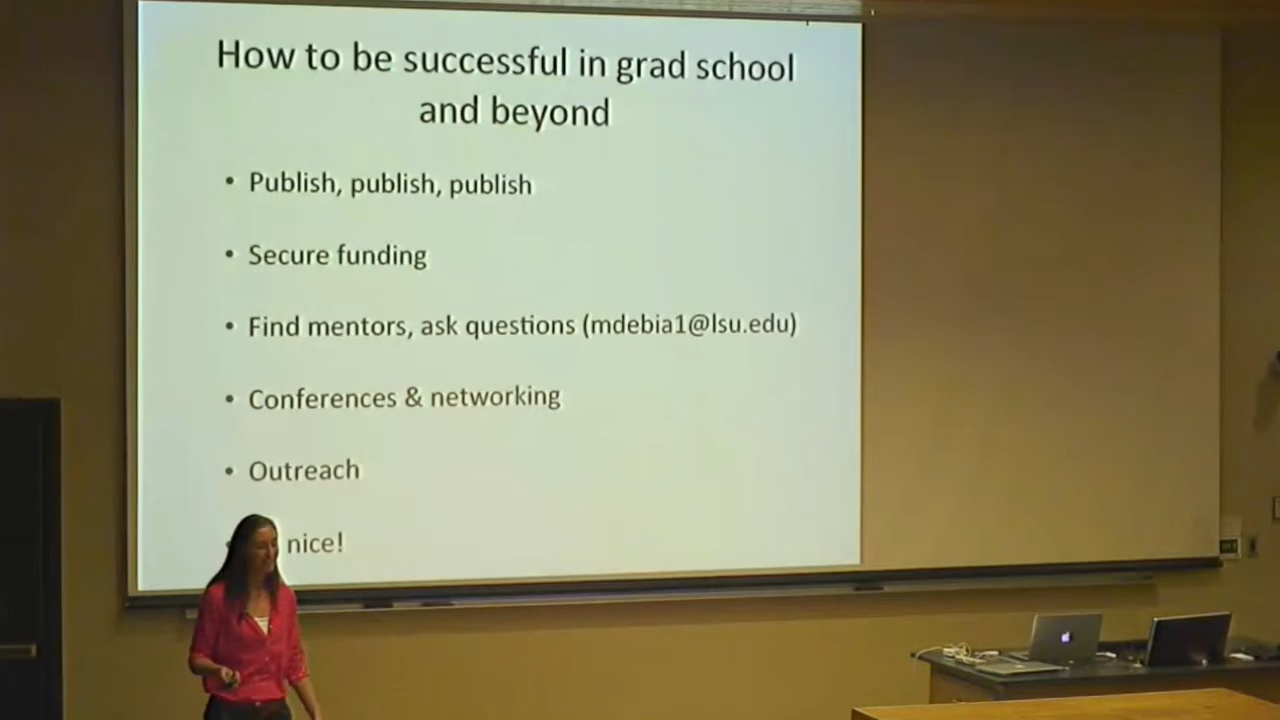 How to be successful in grad school
and beyond
• Publish, publish, publish
• Secure funding
• Find mentors, ask questions (mdebia1@lsu.edu)
• Conferences & networking
• Outreach
• nice!